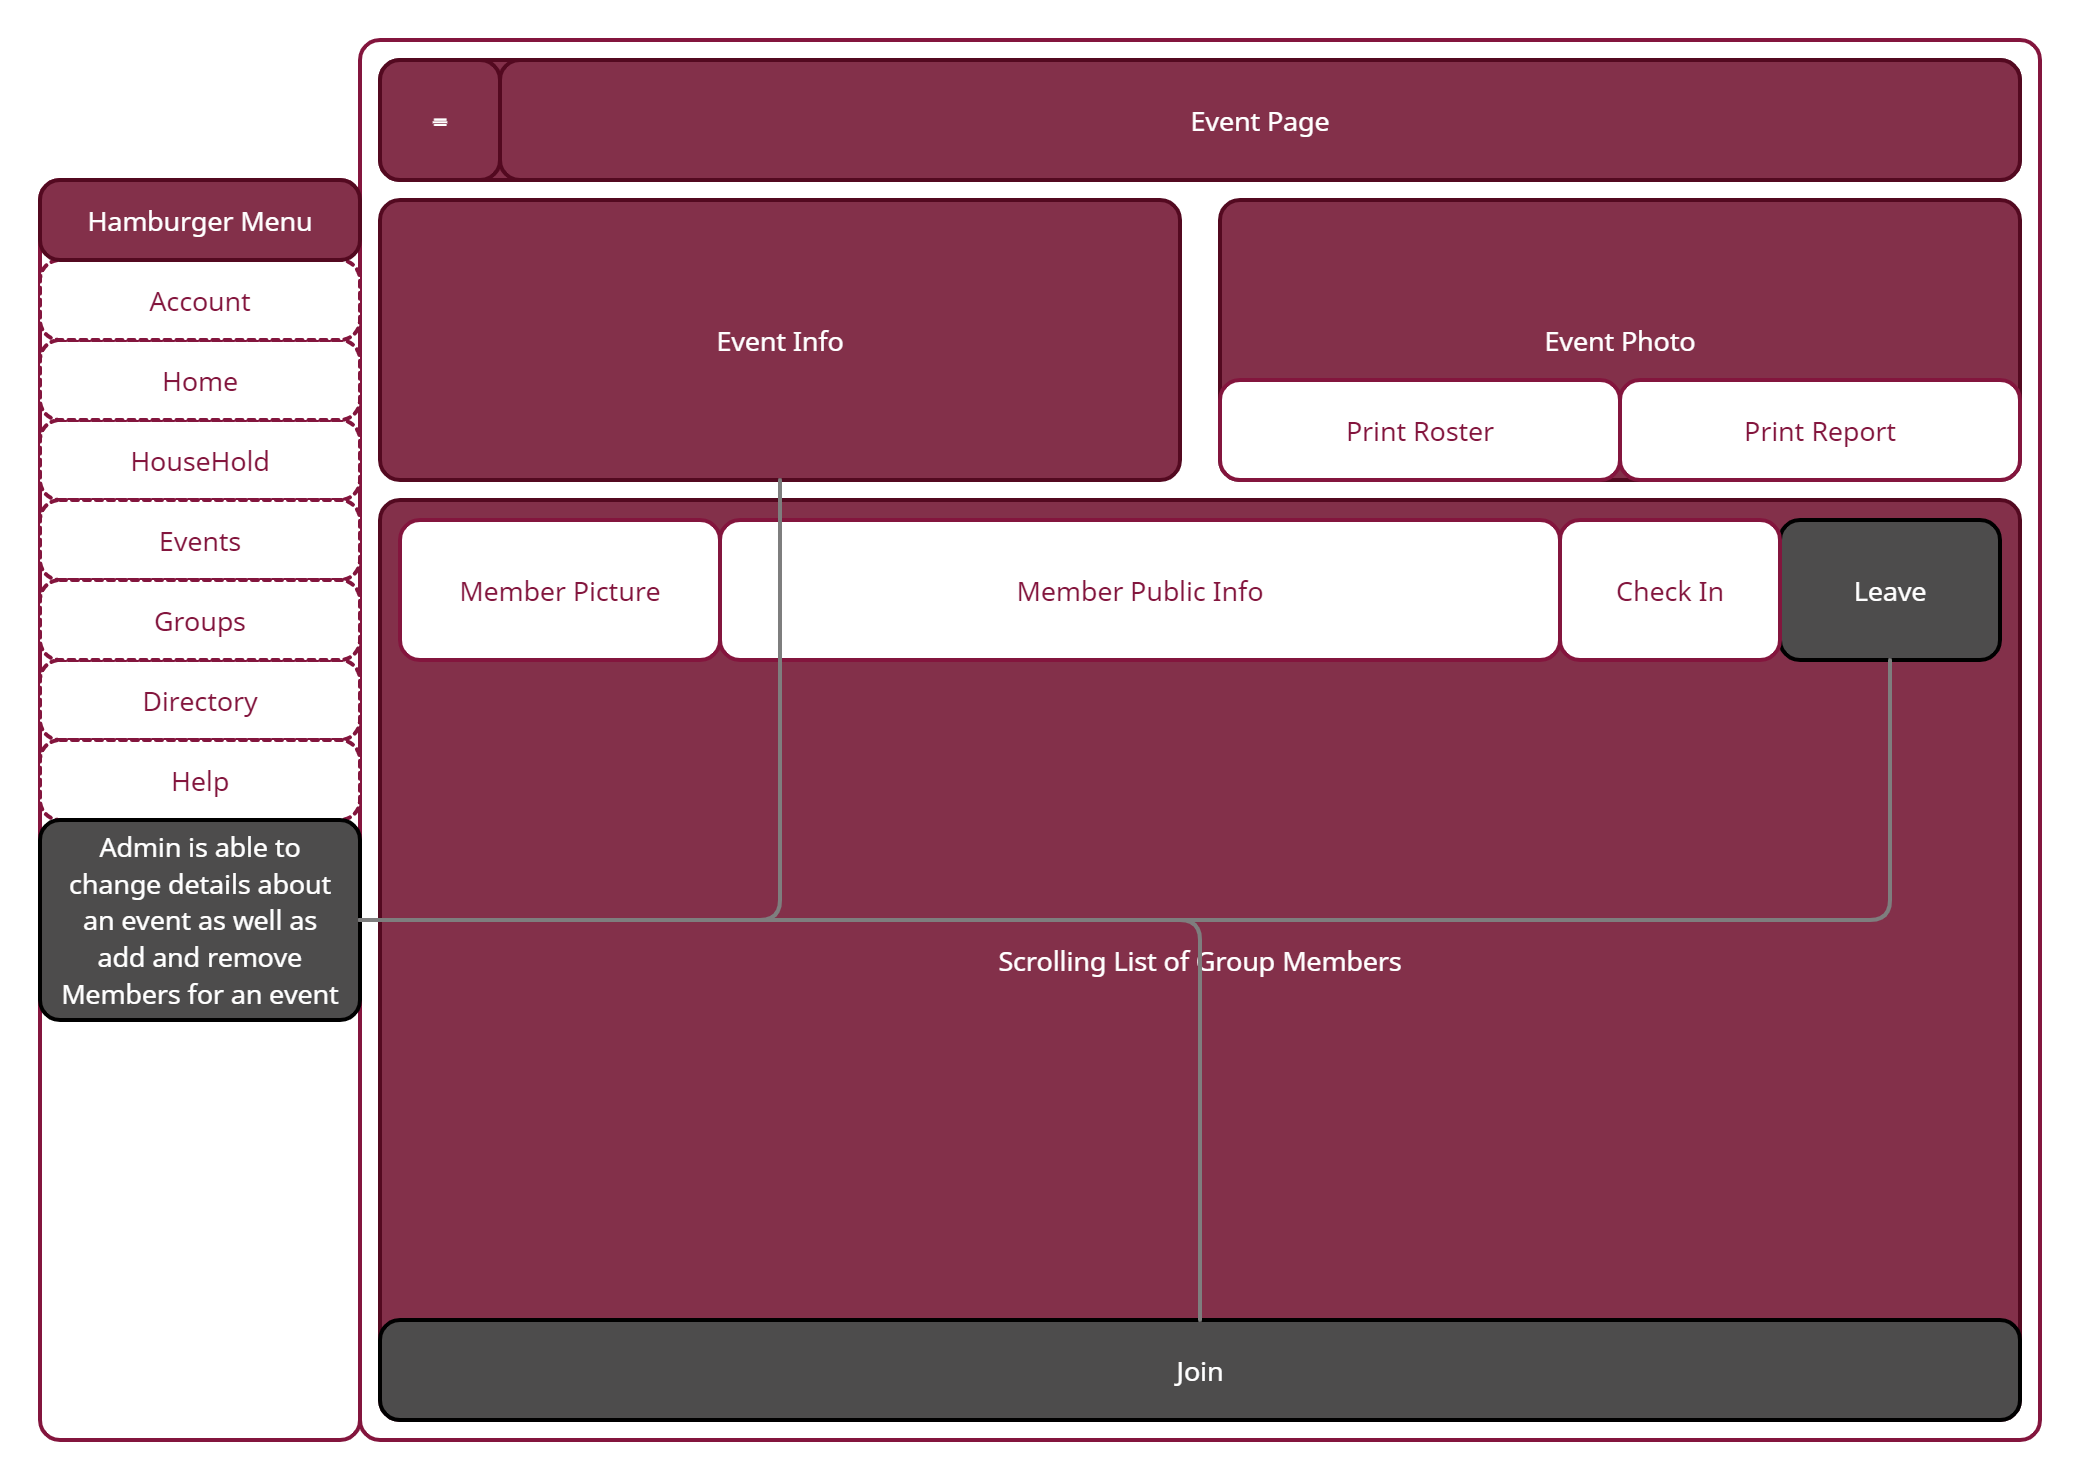 Event Page
Hamburger Menu
Account
Home
HouseHold
Events
Groups
Directory
Help
Admin is able to
change details about
an event as well as
add and remove
Members for an event
Event Info
Event Photo
Print Roster
Print Report
Member Picture
Member Public Info
Check In
Leave
Scrolling List of Group Members
Join